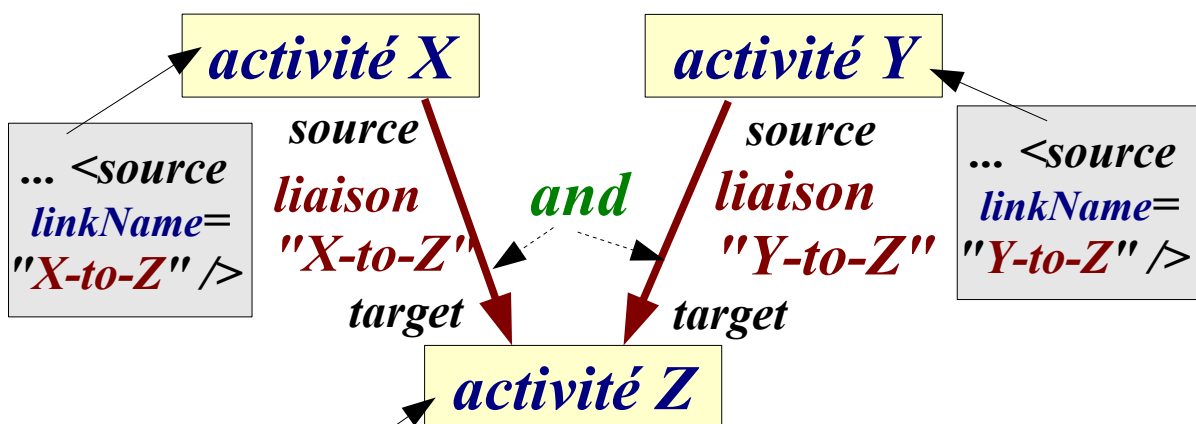 activité X
activité Y
source
source
... <source
linkName=
"X-to-Z" />
liaison
"X-to-Z"
and
liaison
"Y-to-Z"
... <source
linkName=
"Y-to-Z" />
target
target
activité Z